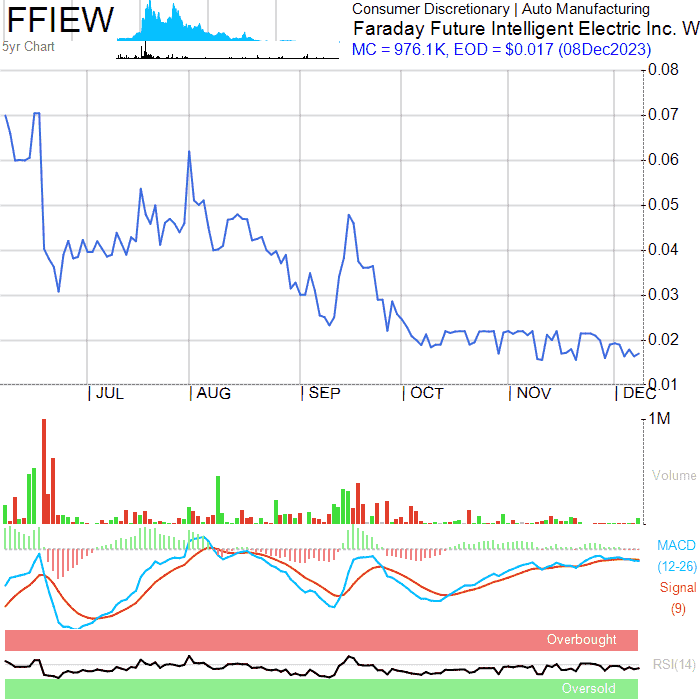 FFIEW
5yr Chart
Consumer Discretionary | Auto Manufacturing
Faraday Future Intelligent Electric Inc. W
MC = 976.1K, EOD = $0.017 (08Dec2023)
0.08
0.07
0.06
0.05
0.04
0.03
0.02
0.01
JUL AUG SEP OCT NOV DEC
1M
Volume
MACD
(12-26)
Signal
(9)
Overbought
RSI(14)
Oversold